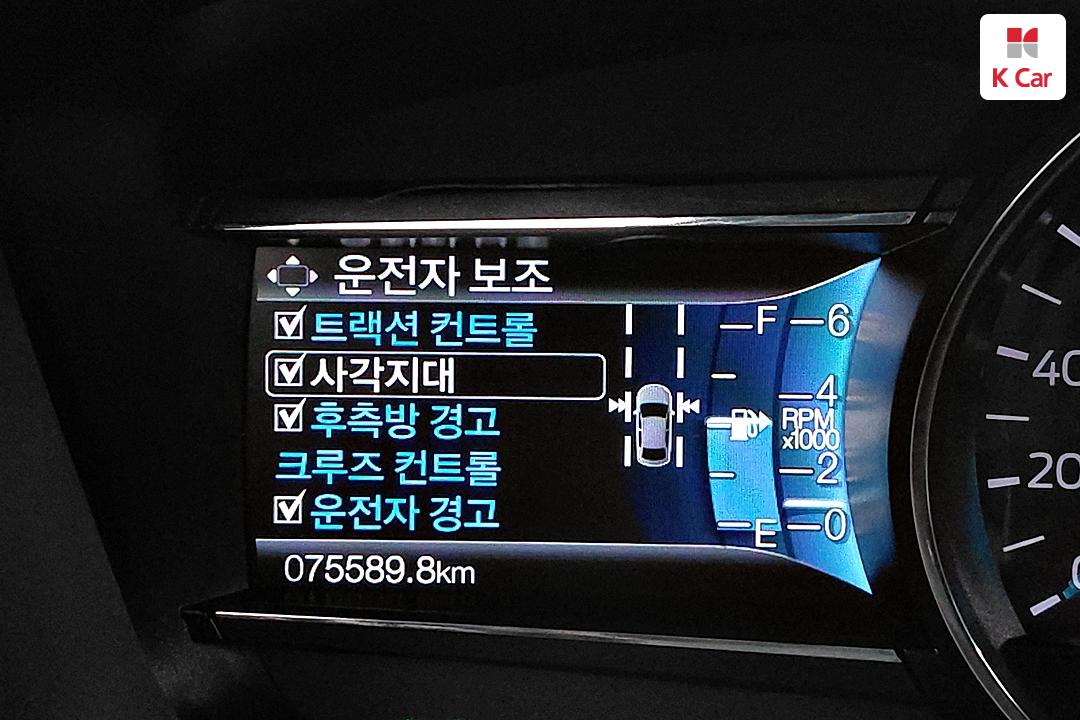 K Car
운전자 보조
트랙션 컨트롤
사각지대
후측방 경고
크루즈 컨트롤
운전자 경고
075589.8km
F
E
6
4
RPM
x1000
2
0
40
20
0